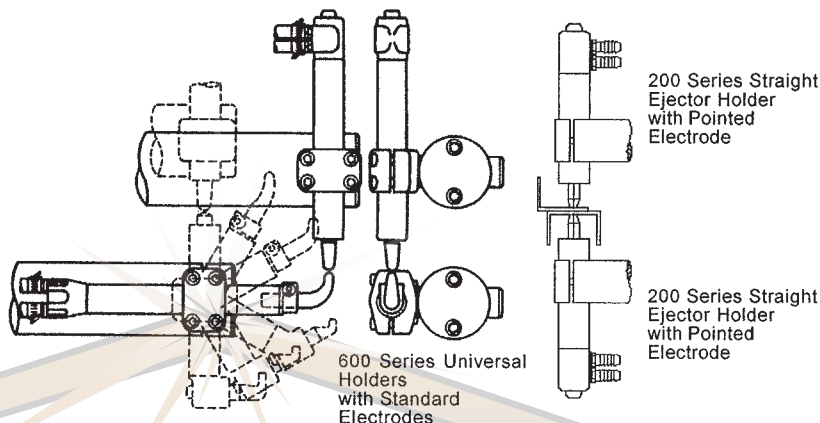 200 Series Straight
Ejector Holder
with Pointed
Electrode
200 Series Straight
Ejector Holder
with Pointed
Electrode
600 Series Universal
Holders
with Standard
Electrodes